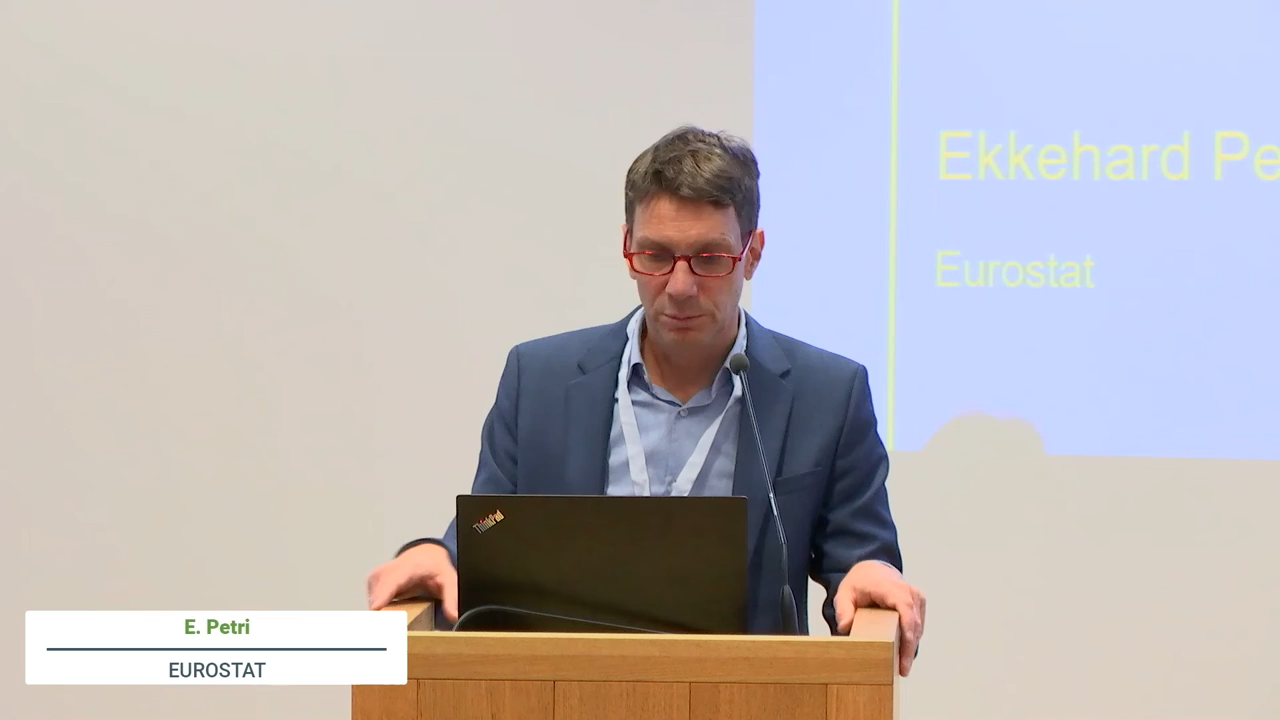 Ekkehard Pe
Eurostat
ThinkPad
E. Petri
EUROSTAT